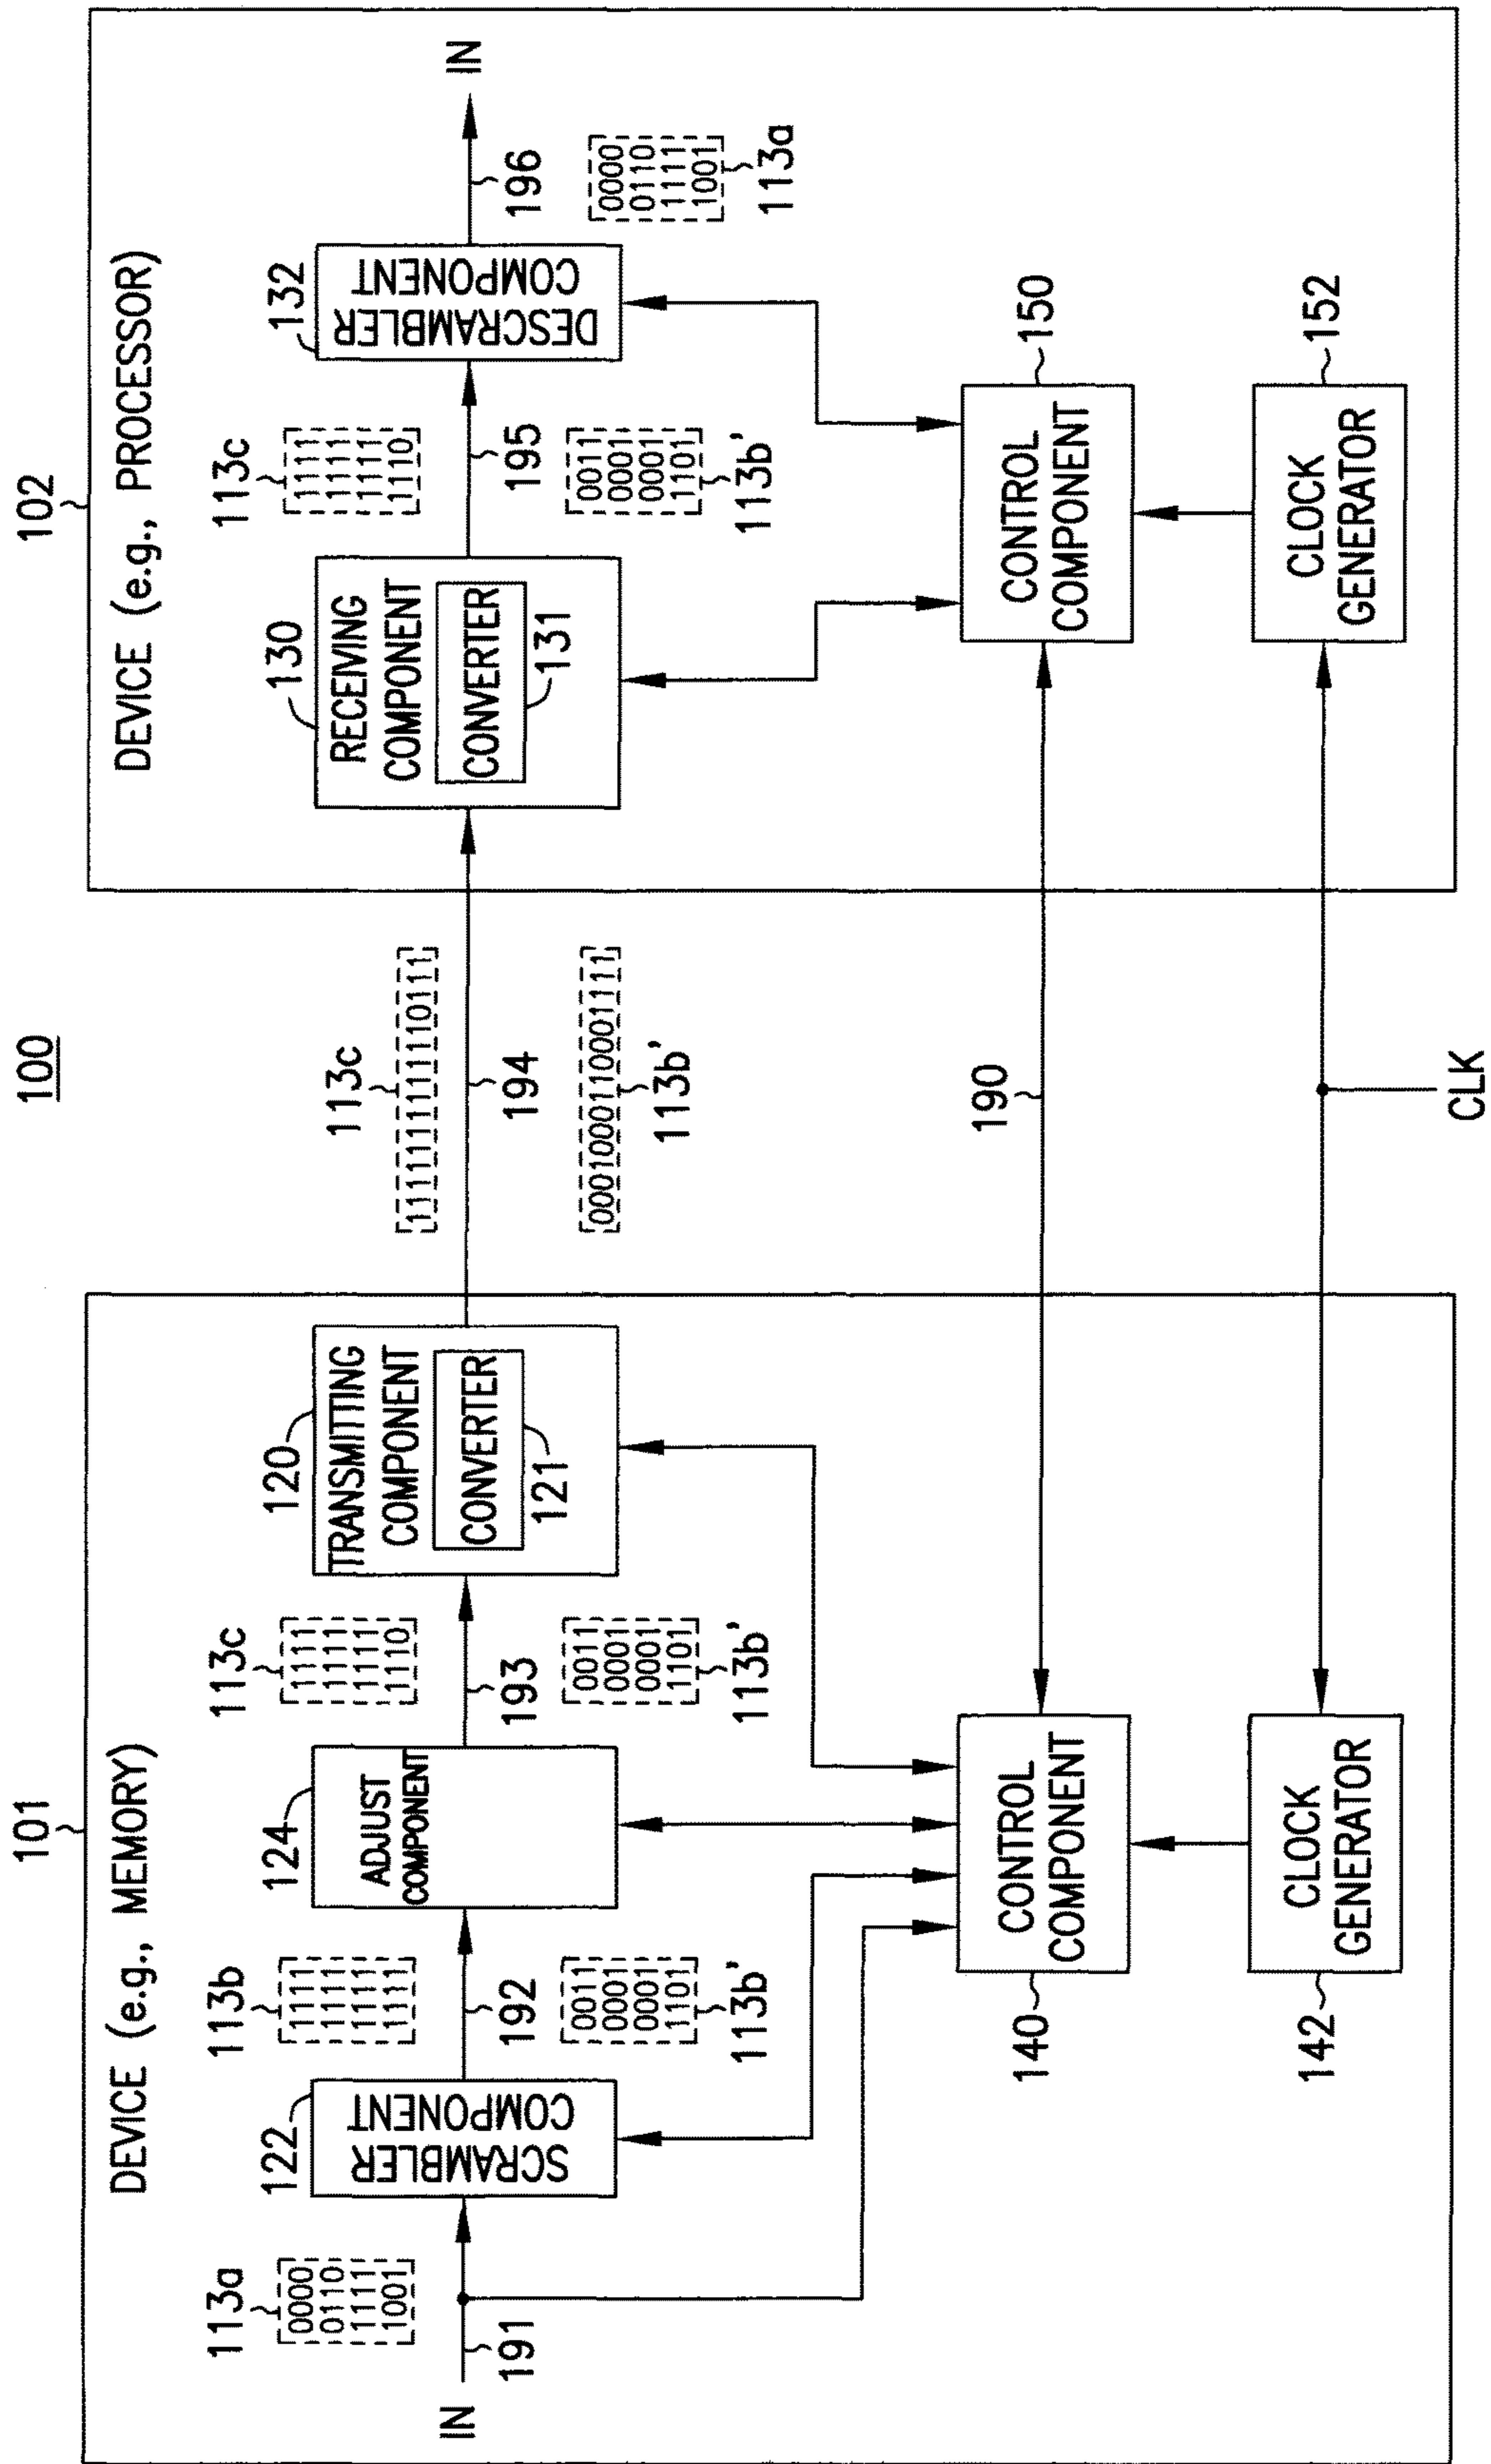 100
101
DEVICE (e.g., MEMORY)
113a
0000
0110
1111
1001
IN
191
122
SCRAMBLER
COMPONENT
113b
1111
1111
1111
1111
192
0011
0001
0001
1101
113b'
124
ADJUST
COMPONENT
113c
1111
1111
1111
1110
193
0011
0001
0001
1101
113b'
120
TRANSMITTING
COMPONENT
CONVERTER
121
CONTROL
COMPONENT
140
CLOCK
GENERATOR
142
113c
1111111111110111
194
0001000110001111
113b'
190
CLK
102
DEVICE (e.g., PROCESSOR)
130
RECEIVING
COMPONENT
CONVERTER
131
113c
1111
1111
1111
1110
195
0011
0001
0001
1101
113b'
132
DESCRAMBLER
COMPONENT
IN
196
0000
0110
1111
1001
113a
CONTROL
COMPONENT
150
CLOCK
GENERATOR
152